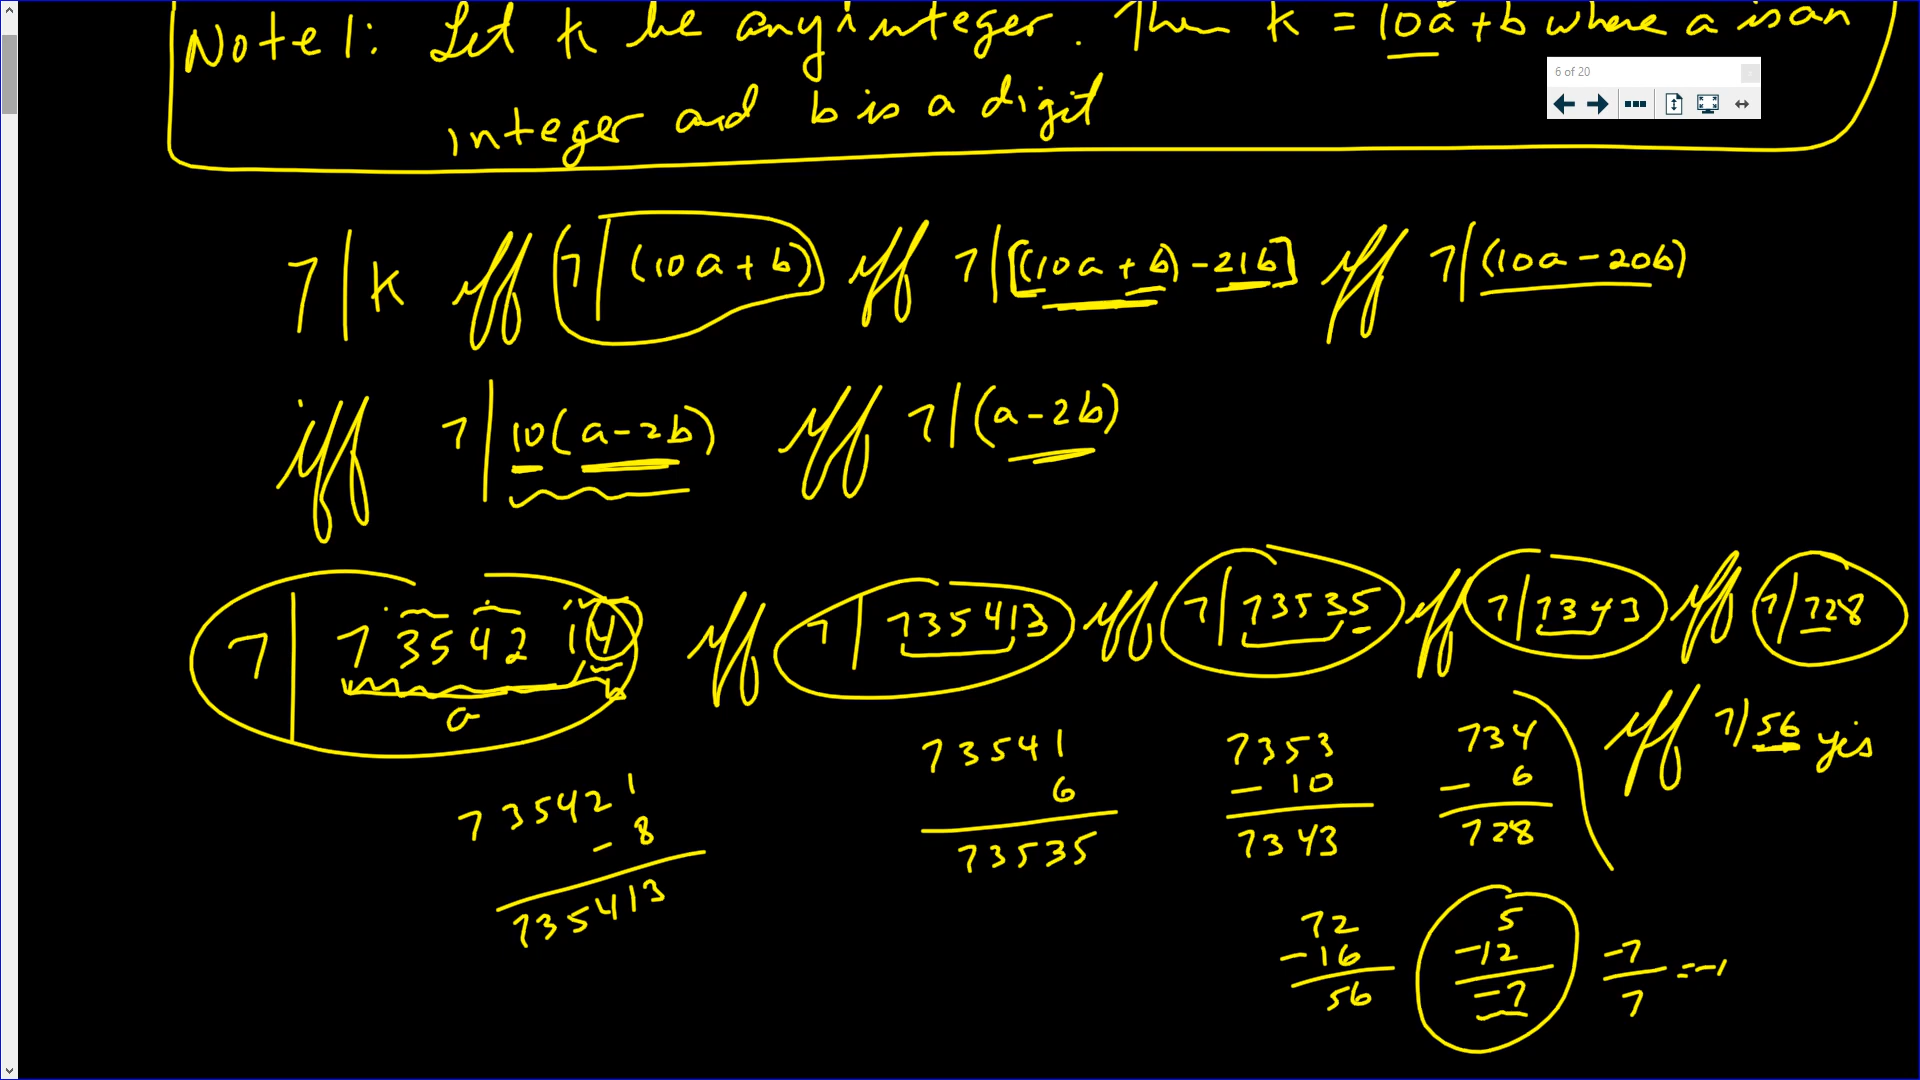 Note 1: Let k be any integer. Then k = 10a + b where a is an
6 of 20
integer and b is a digit
7 | k iff 7 | (10a + b) iff 7 | [(10a + b) - 21b] iff 7 | (10a - 20b)
iff 7 | 10(a - 2b) iff 7 | (a - 2b)
7 | 7354214 iff 7 | 735413 iff 7 | 73535 iff 7 | 7343 iff 7 | 728
a b
iff 7 | 56 yes
735421
- 8
735413
73541
6
73535
7353
- 10
7343
734
- 6
728
72
- 16
56
5
-12
-7
-7
7
= -1